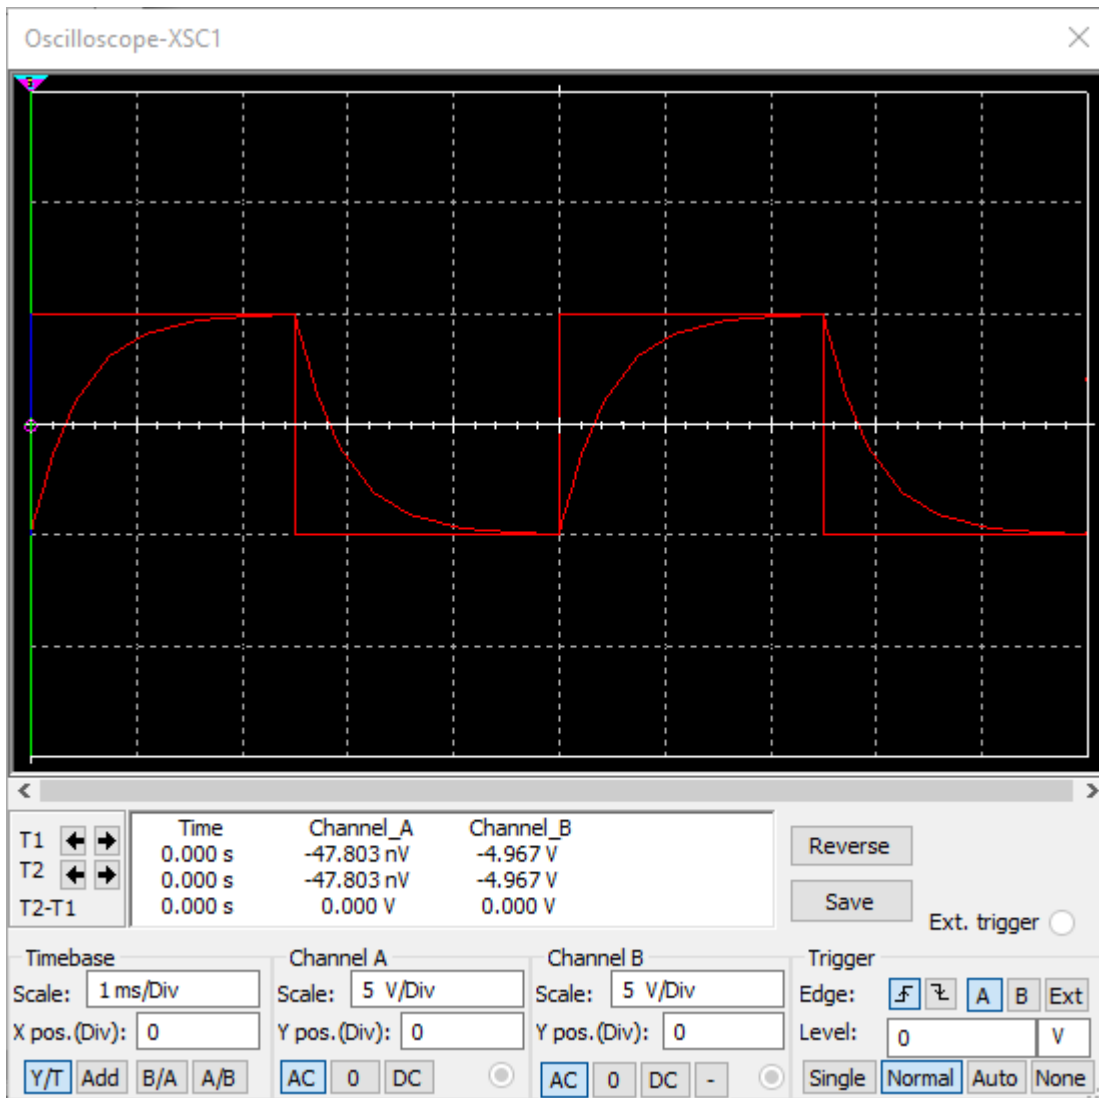 Oscilloscope-XSC1
Time Channel_A Channel_B
T1 0.000 s -47.803 nV -4.967 V
T2 0.000 s -47.803 nV -4.967 V
T2-T1 0.000 s 0.000 V 0.000 V
Reverse
Save
Ext. trigger
Timebase
Scale: 1 ms/Div
X pos.(Div): 0
Y/T Add B/A A/B
Channel A
Scale: 5 V/Div
Y pos.(Div): 0
AC 0 DC
Channel B
Scale: 5 V/Div
Y pos.(Div): 0
AC 0 DC -
Trigger
Edge: A B Ext
Level: 0 V
Single Normal Auto None